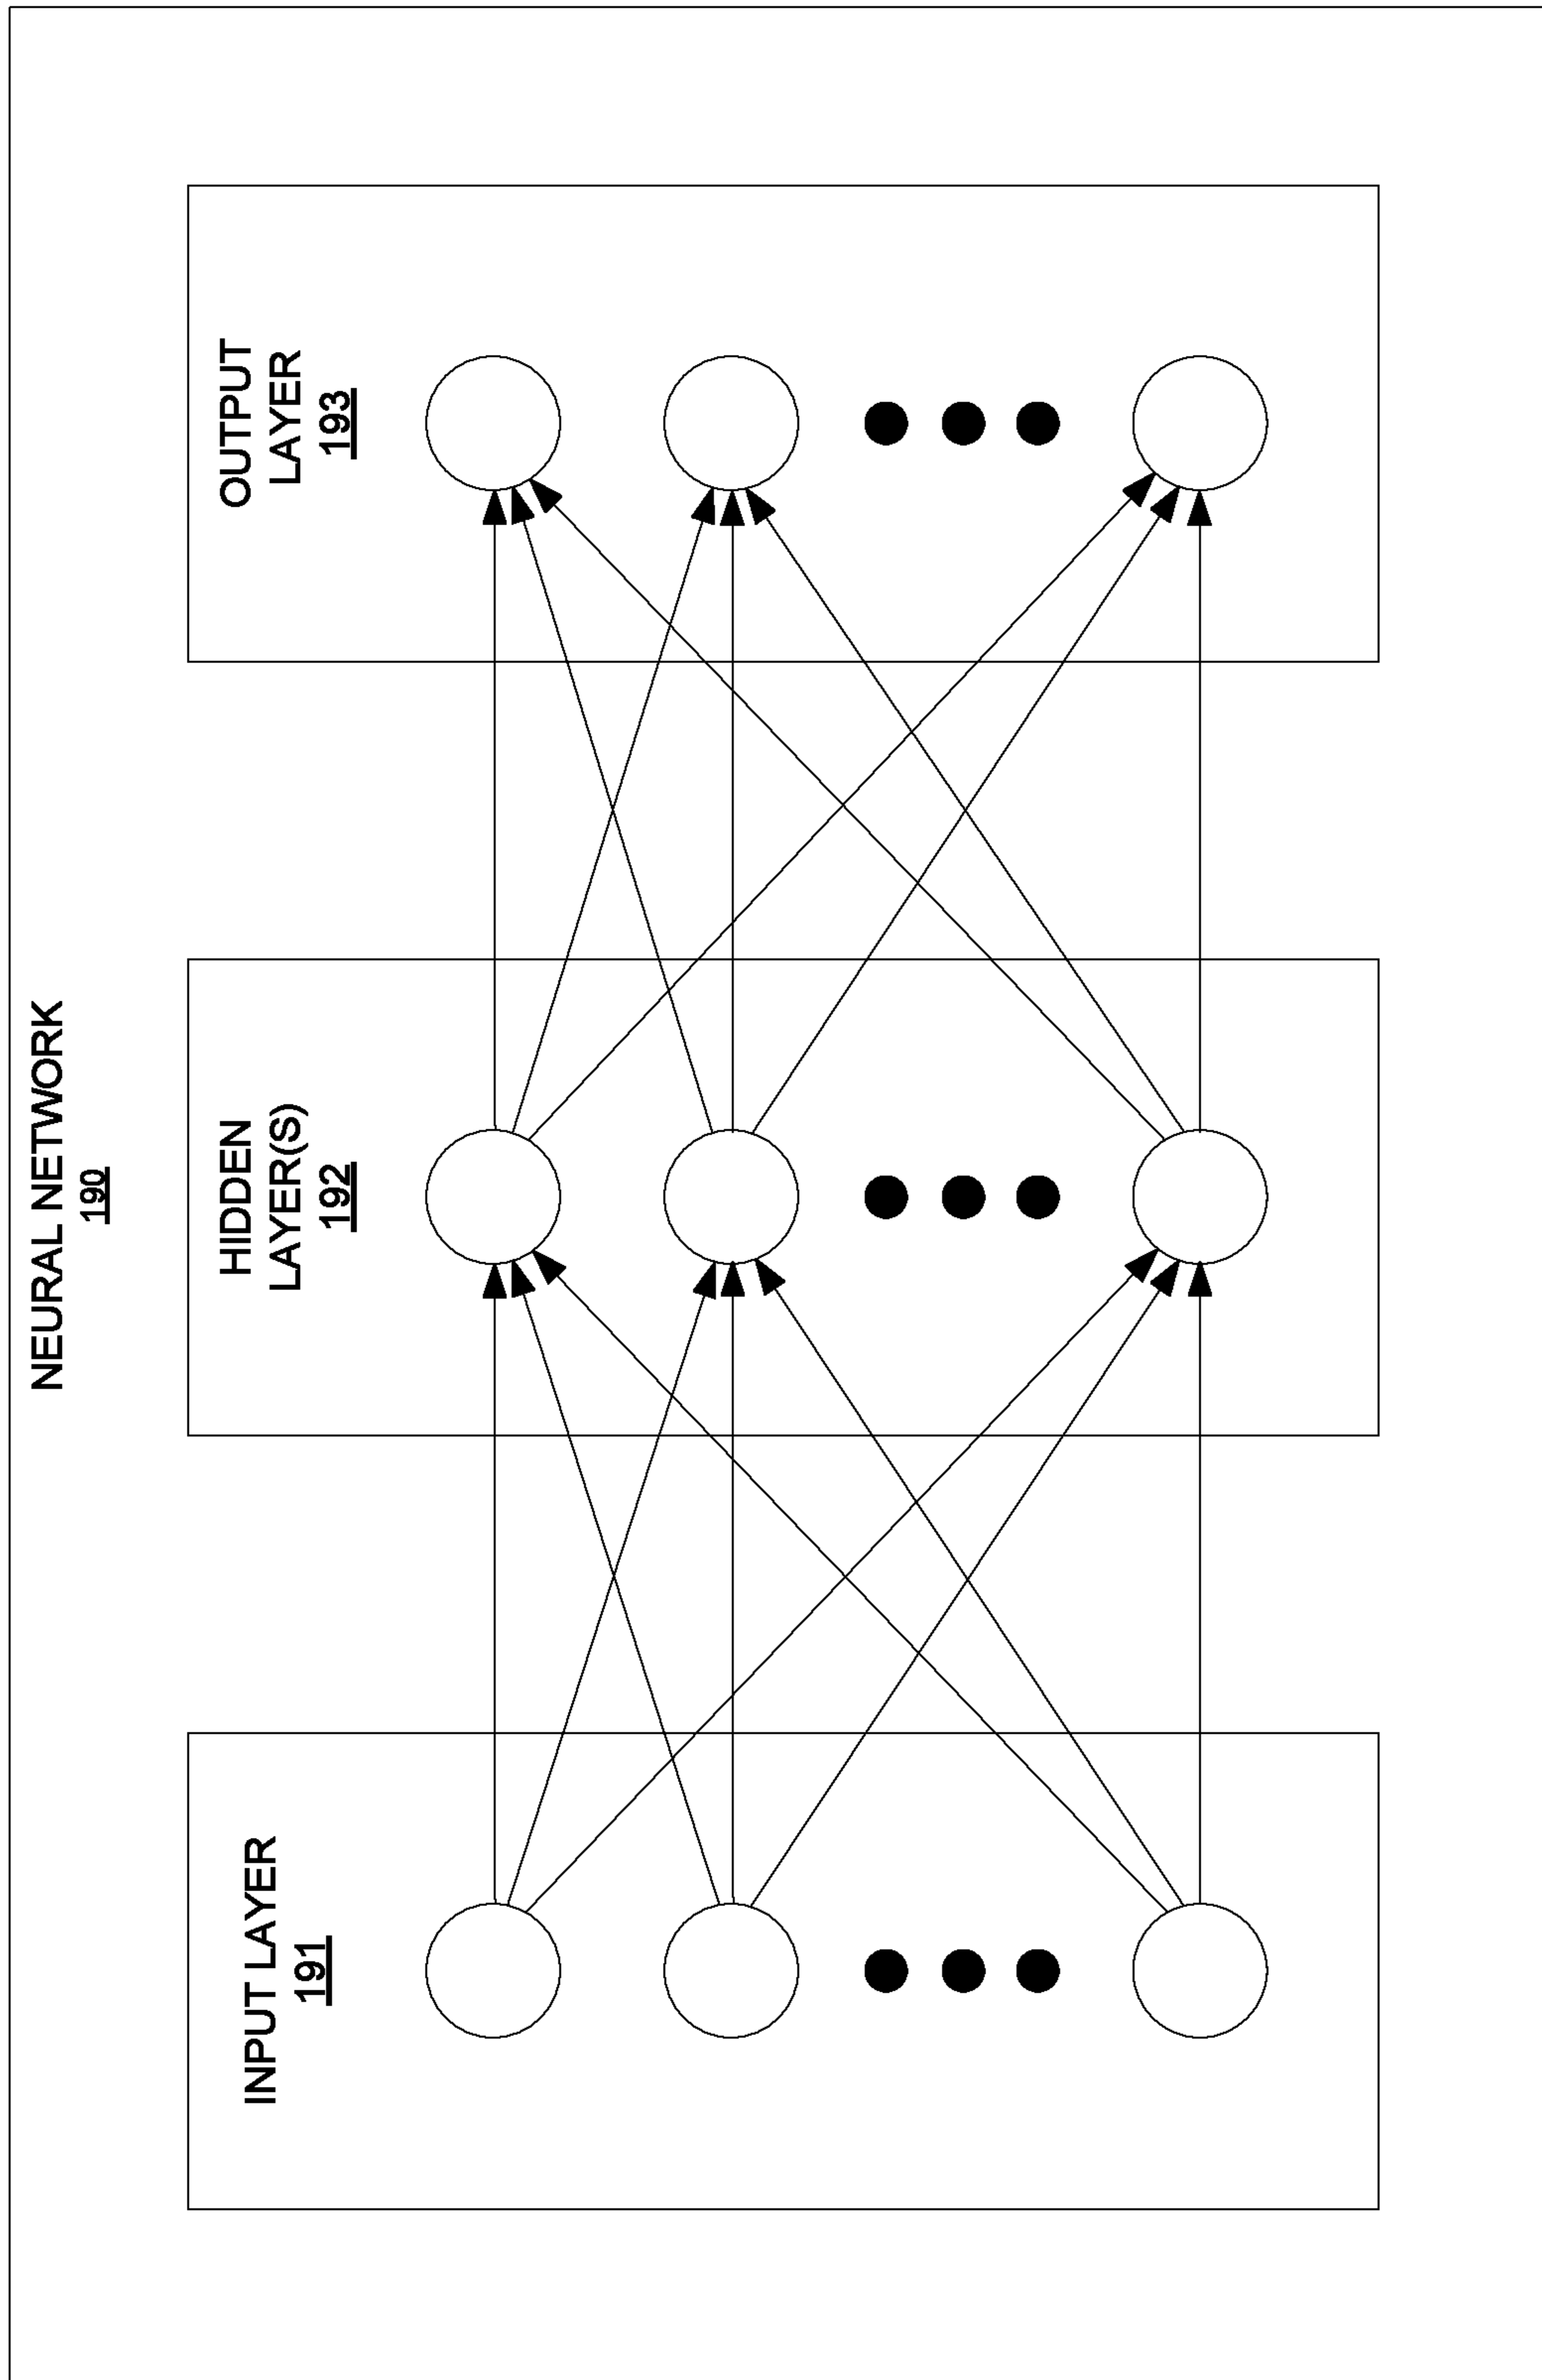 NEURAL NETWORK
190
INPUT LAYER
191
HIDDEN
LAYER(S)
192
OUTPUT
LAYER
193